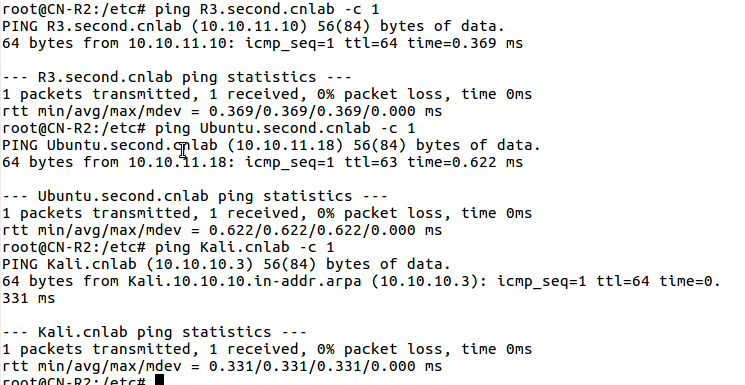 root@CN-R2:/etc# ping R3.second.cnlab -c 1
PING R3.second.cnlab (10.10.11.10) 56(84) bytes of data.
64 bytes from 10.10.11.10: icmp_seq=1 ttl=64 time=0.369 ms
--- R3.second.cnlab ping statistics ---
1 packets transmitted, 1 received, 0% packet loss, time 0ms
rtt min/avg/max/mdev = 0.369/0.369/0.369/0.000 ms
root@CN-R2:/etc# ping Ubuntu.second.cnlab -c 1
PING Ubuntu.second.cnlab (10.10.11.18) 56(84) bytes of data.
64 bytes from 10.10.11.18: icmp_seq=1 ttl=63 time=0.622 ms
--- Ubuntu.second.cnlab ping statistics ---
1 packets transmitted, 1 received, 0% packet loss, time 0ms
rtt min/avg/max/mdev = 0.622/0.622/0.622/0.000 ms
root@CN-R2:/etc# ping Kali.cnlab -c 1
PING Kali.cnlab (10.10.10.3) 56(84) bytes of data.
64 bytes from Kali.10.10.10.in-addr.arpa (10.10.10.3): icmp_seq=1 ttl=64 time=0.
331 ms
--- Kali.cnlab ping statistics ---
1 packets transmitted, 1 received, 0% packet loss, time 0ms
rtt min/avg/max/mdev = 0.331/0.331/0.331/0.000 ms
root@CN-R2:/etc#